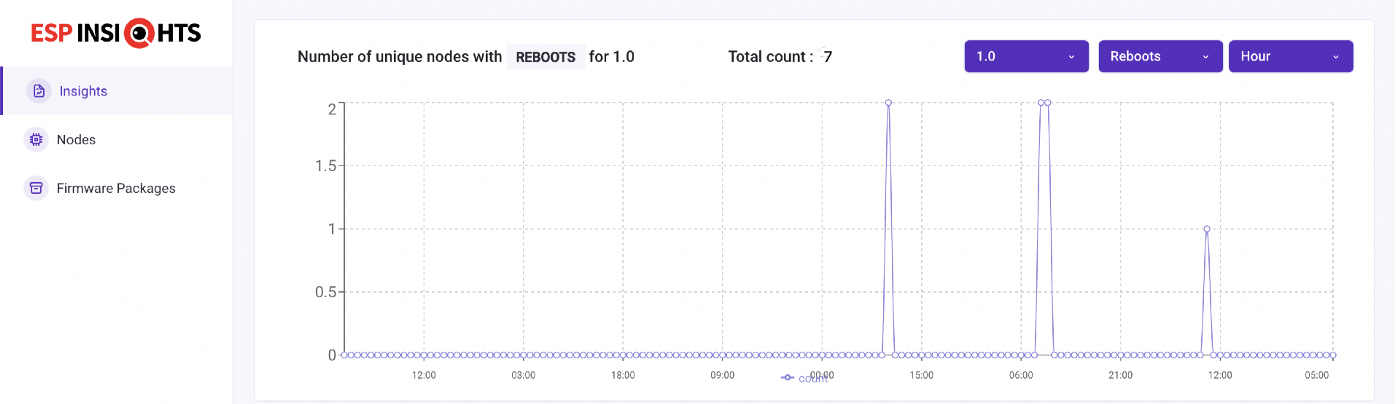 ESP INSIGHTS
Insights
Nodes
Firmware Packages
Number of unique nodes with REBOOTS for 1.0
Total count : 7
1.0
Reboots
Hour
2
1.5
1
0.5
0
12:00 03:00 18:00 09:00 00:00 15:00 06:00 21:00 12:00 05:00
count